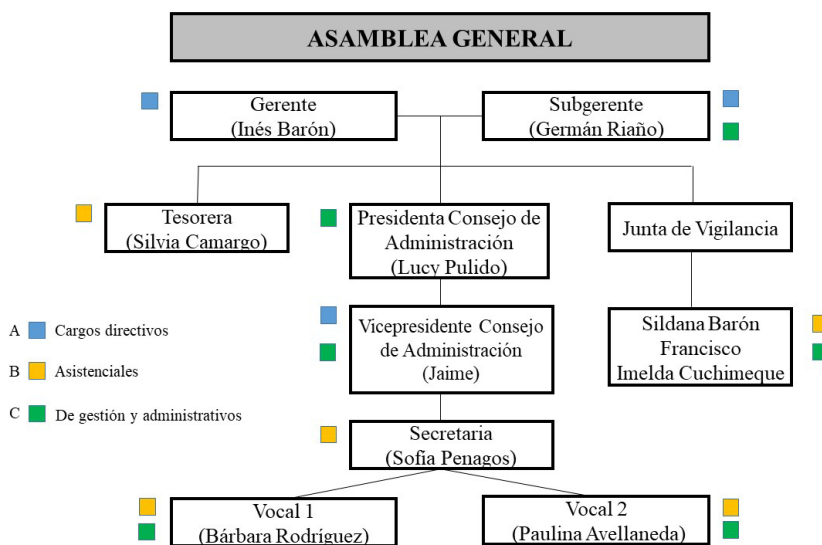 ASAMBLEA GENERAL
Gerente
(Inés Barón)
Subgerente
(Germán Riaño)
Tesorera
(Silvia Camargo)
Presidenta Consejo de
Administración
(Lucy Pulido)
Junta de Vigilancia
A Cargos directivos
B Asistenciales
C De gestión y administrativos
Vicepresidente Consejo
de Administración
(Jaime)
Sildana Barón
Francisco
Imelda Cuchimeque
Secretaria
(Sofía Penagos)
Vocal 1
(Bárbara Rodríguez)
Vocal 2
(Paulina Avellaneda)